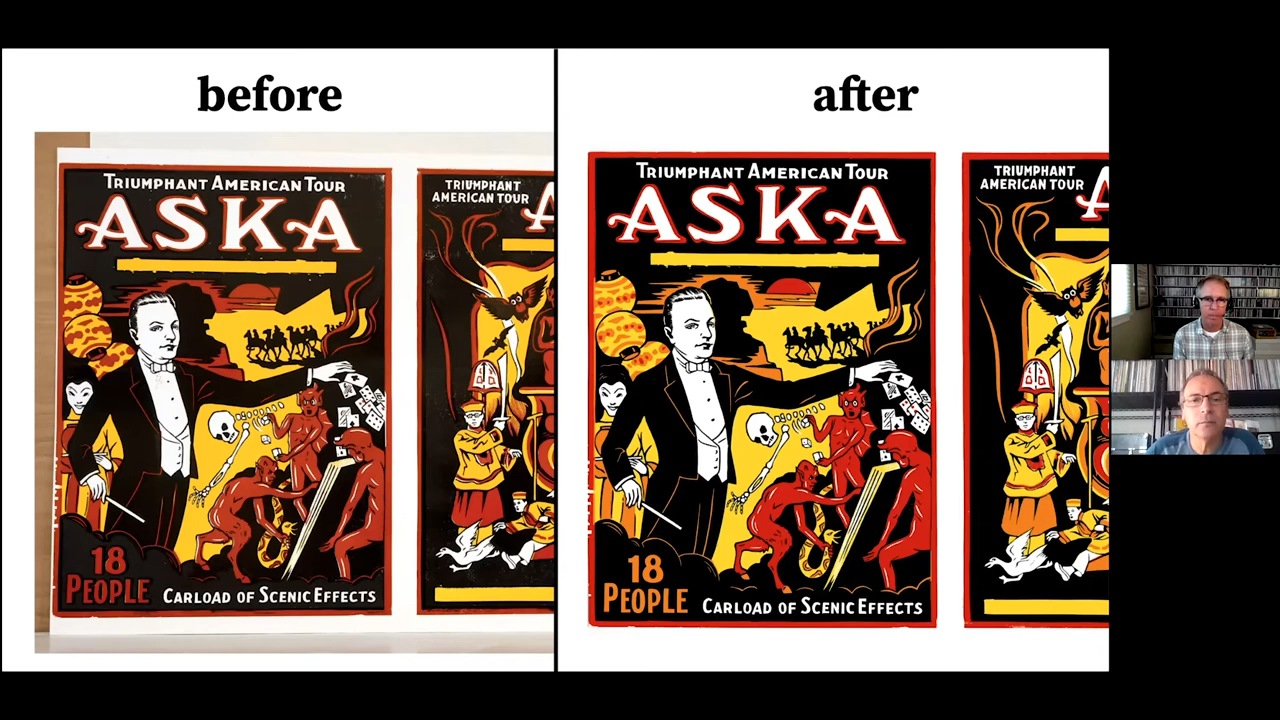 before
TRIUMPHANT AMERICAN TOUR
ASKA
18
PEOPLE
CARLOAD OF SCENIC EFFECTS
TRIUMPHANT
AMERICAN TOUR
A
after
TRIUMPHANT AMERICAN TOUR
ASKA
18
PEOPLE
CARLOAD OF SCENIC EFFECTS
TRIUMPHANT
AMERICAN TOUR
A